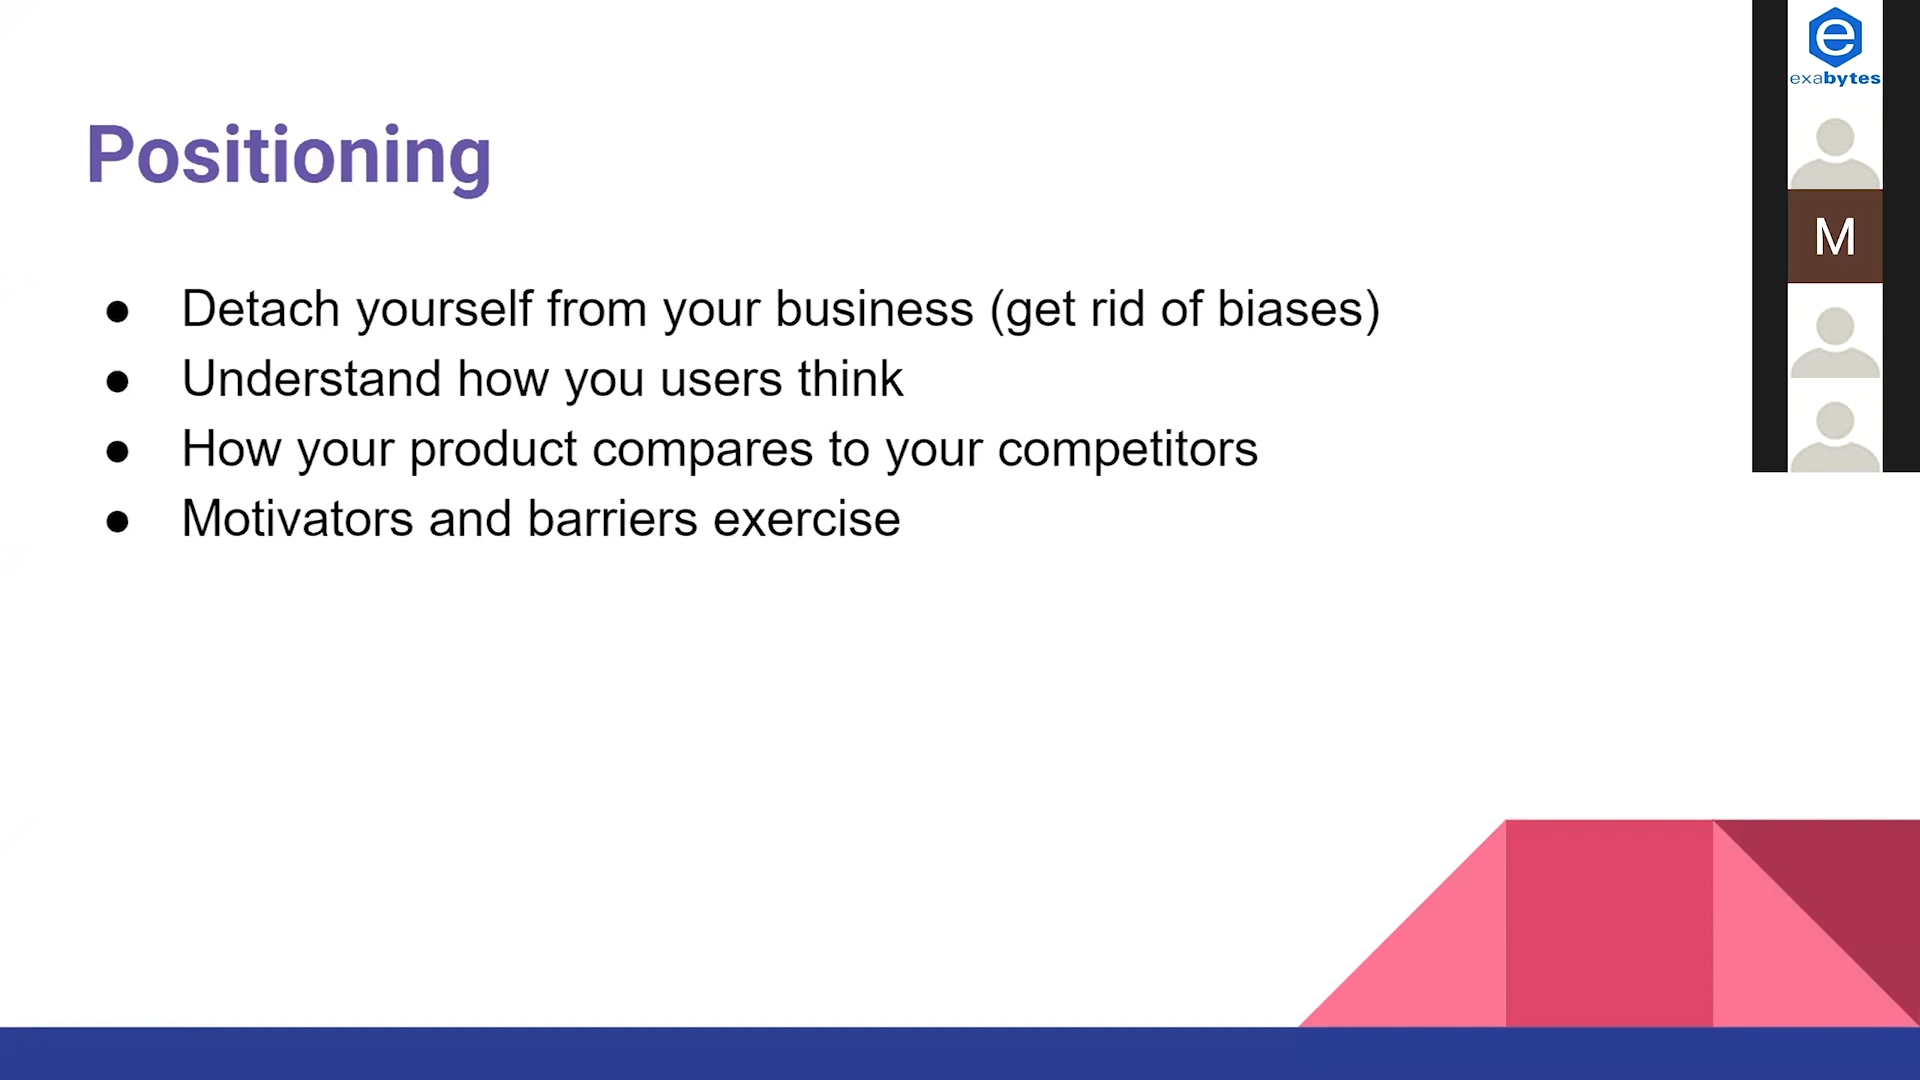 Positioning
● Detach yourself from your business (get rid of biases)
● Understand how you users think
● How your product compares to your competitors
● Motivators and barriers exercise
e
exabytes
M